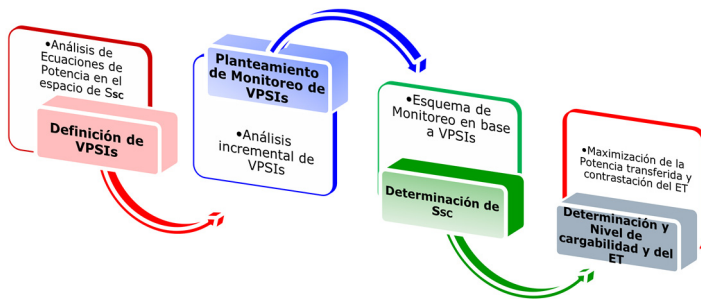 •Análisis de
Ecuaciones de
Potencia en el
espacio de Ssc
Definición de
VPSIs
Planteamiento
de Monitoreo de
VPSIs
•Análisis
incremental de
VPSIs
•Esquema de
Monitoreo en base
a VPSIs
Determinación de
Ssc
•Maximización de la
Potencia transferida y
contrastación del ET
Determinación y
Nivel de
cargabilidad y del
ET